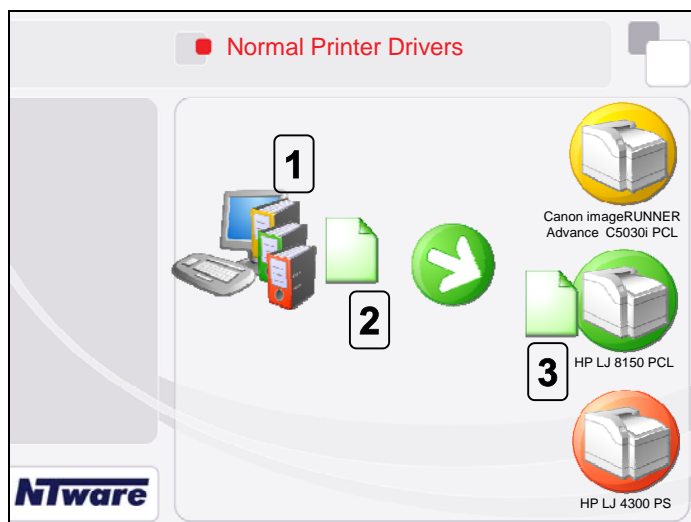 Normal Printer Drivers
1
Canon imageRUNNER
Advance C5030i PCL
2
3
HP LJ 8150 PCL
NTware
HP LJ 4300 PS